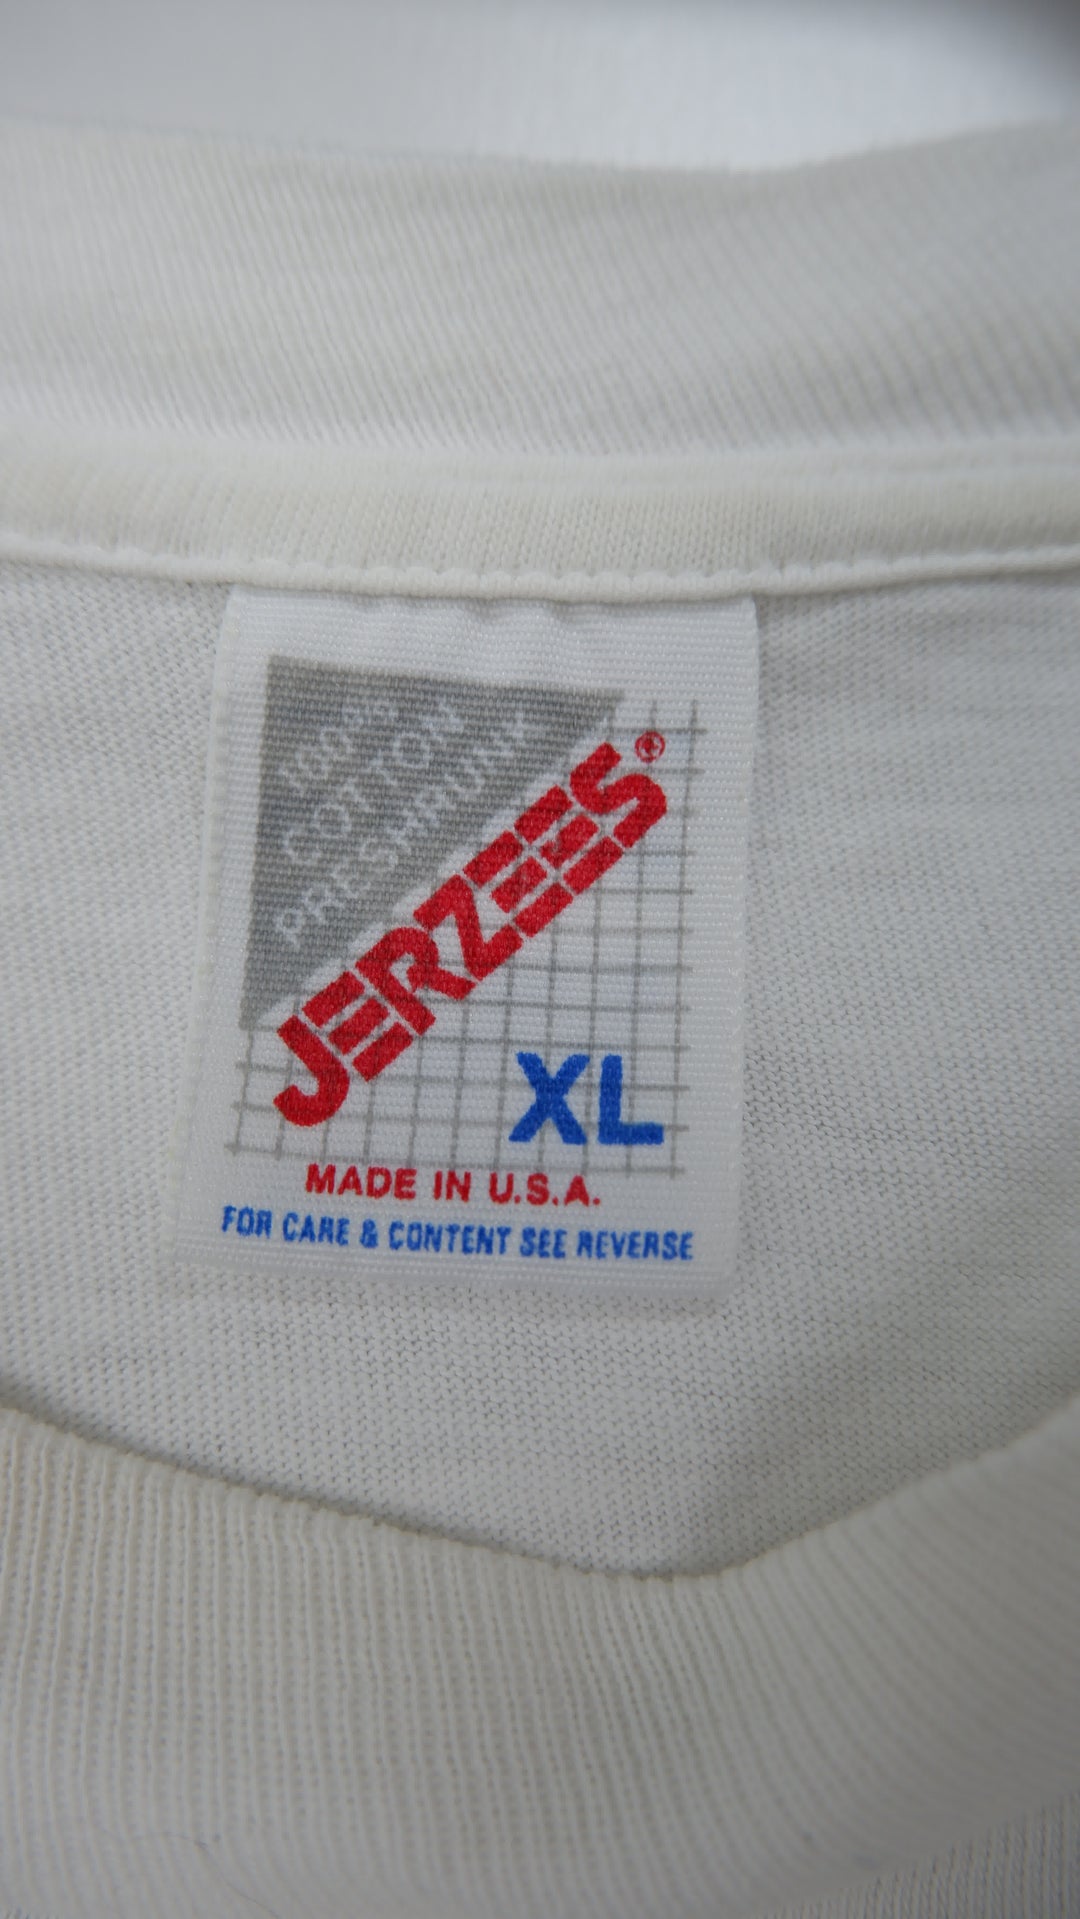 100%
COTTON
PRESHRUNK
JERZEES®
XL
MADE IN U.S.A.
FOR CARE & CONTENT SEE REVERSE